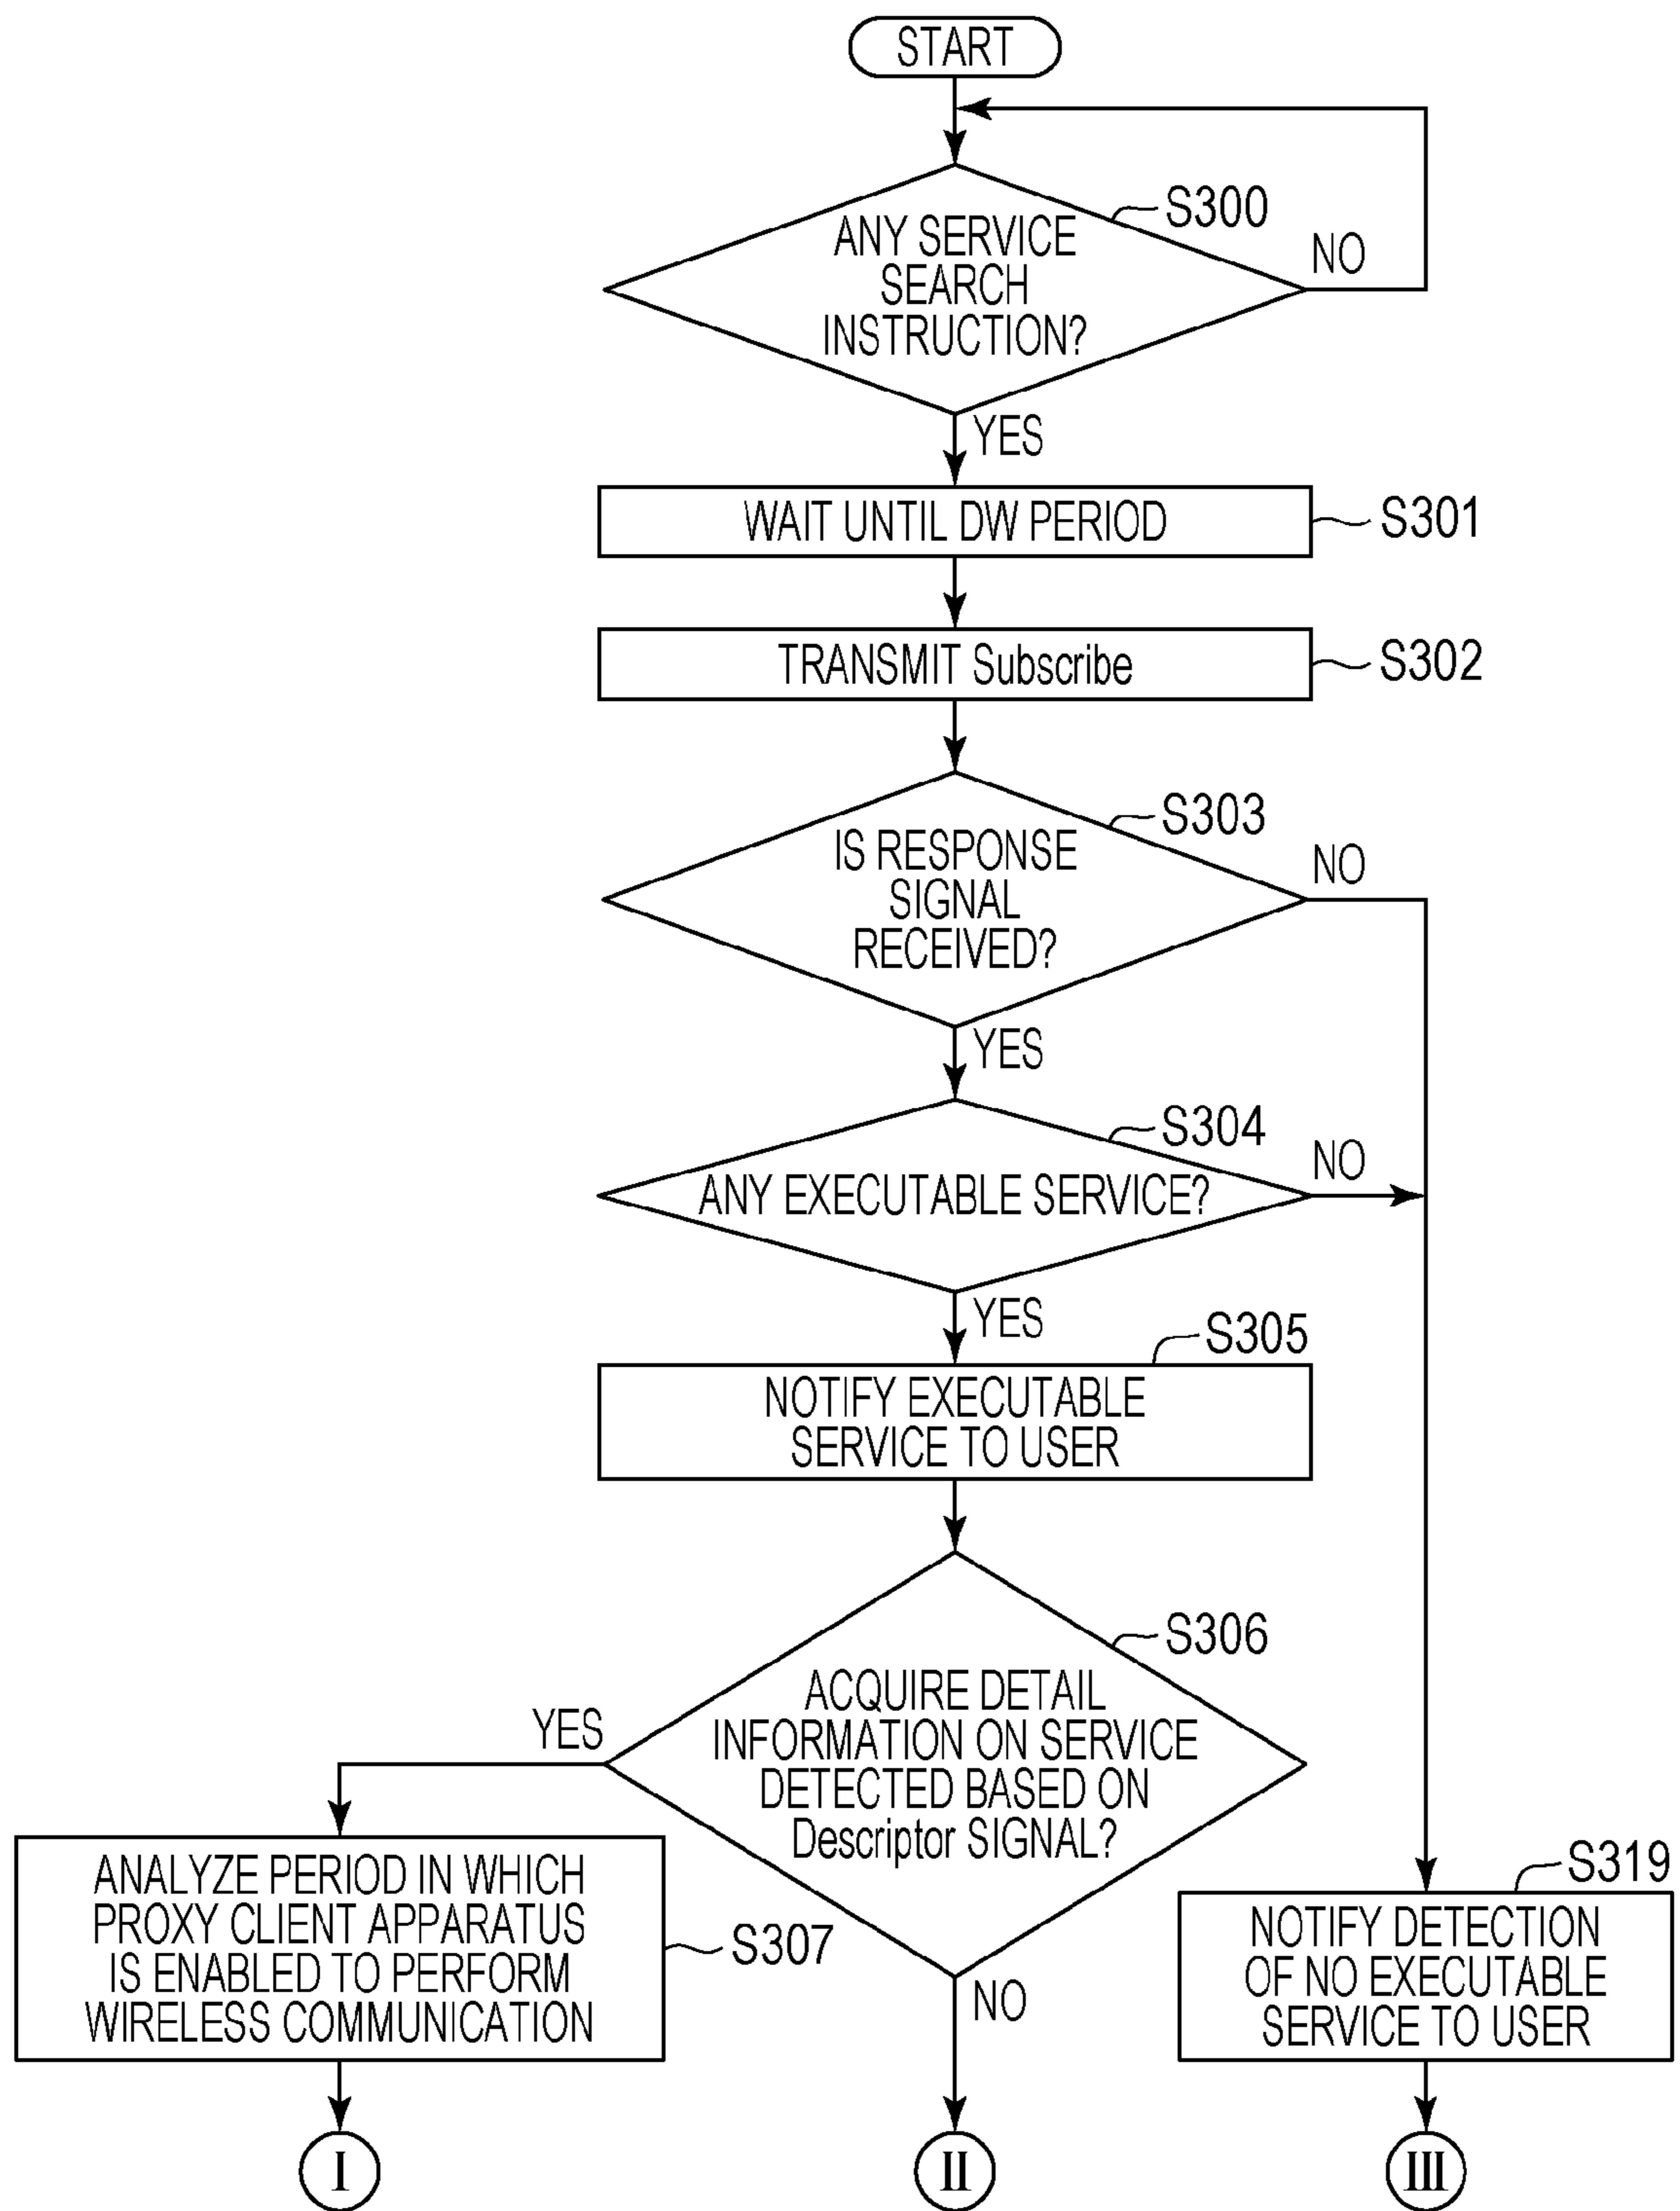 START
S300
ANY SERVICE
SEARCH
INSTRUCTION?
NO
YES
WAIT UNTIL DW PERIOD
S301
TRANSMIT Subscribe
S302
S303
IS RESPONSE
SIGNAL
RECEIVED?
NO
YES
S304
ANY EXECUTABLE SERVICE?
NO
YES
S305
NOTIFY EXECUTABLE
SERVICE TO USER
S306
ACQUIRE DETAIL
INFORMATION ON SERVICE
DETECTED BASED ON
Descriptor SIGNAL?
YES
NO
ANALYZE PERIOD IN WHICH
PROXY CLIENT APPARATUS
IS ENABLED TO PERFORM
WIRELESS COMMUNICATION
S307
S319
NOTIFY DETECTION
OF NO EXECUTABLE
SERVICE TO USER
I
II
III